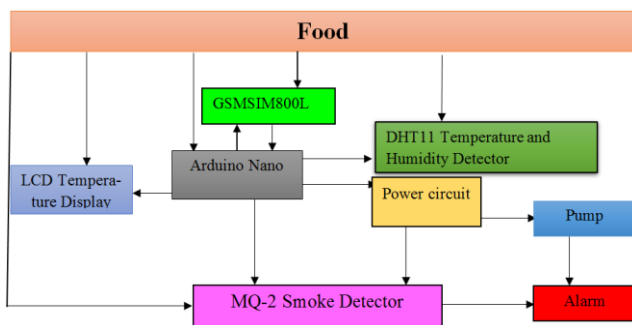 Food
GSMSIM800L
DHT11 Temperature and
Humidity Detector
Arduino Nano
LCD Tempera-
ture Display
Power circuit
Pump
MQ-2 Smoke Detector
Alarm